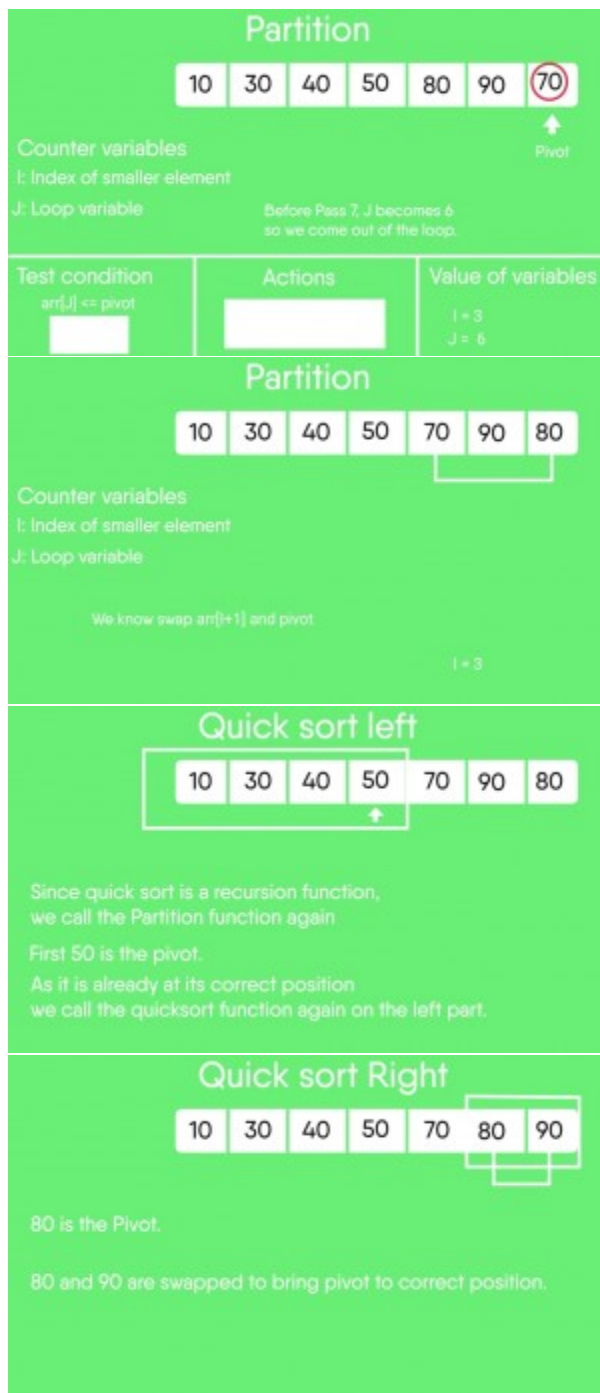 Partition
10 30 40 50 80 90 70
Pivot
Counter variables
I: Index of smaller element
J: Loop variable
Before Pass 7, J becomes 6
so we come out of the loop.
Test condition
arr[J] <= pivot
Actions
Value of variables
I = 3
J = 6
Partition
10 30 40 50 70 90 80
Counter variables
I: Index of smaller element
J: Loop variable
We know swap arr[I+1] and pivot
I = 3
Quick sort left
10 30 40 50 70 90 80
Since quick sort is a recursion function,
we call the Partition function again
First 50 is the pivot.
As it is already at its correct position
we call the quicksort function again on the left part.
Quick sort Right
10 30 40 50 70 80 90
80 is the Pivot.
80 and 90 are swapped to bring pivot to correct position.